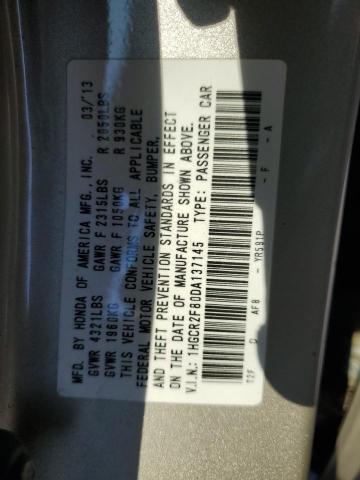 MFD. BY HONDA OF AMERICA MFG., INC. 03/13
GVWR 4321LBS GAWR F 2315LBS R 2050LBS
GVWR 1960KG GAWR F 1050KG R 930KG
THIS VEHICLE CONFORMS TO ALL APPLICABLE
FEDERAL MOTOR VEHICLE SAFETY, BUMPER,
AND THEFT PREVENTION STANDARDS IN EFFECT
ON THE DATE OF MANUFACTURE SHOWN ABOVE.
V.I.N.: 1HGCR2F80DA137145 TYPE: PASSENGER CAR
T2F D AF8 YR591P - F - A